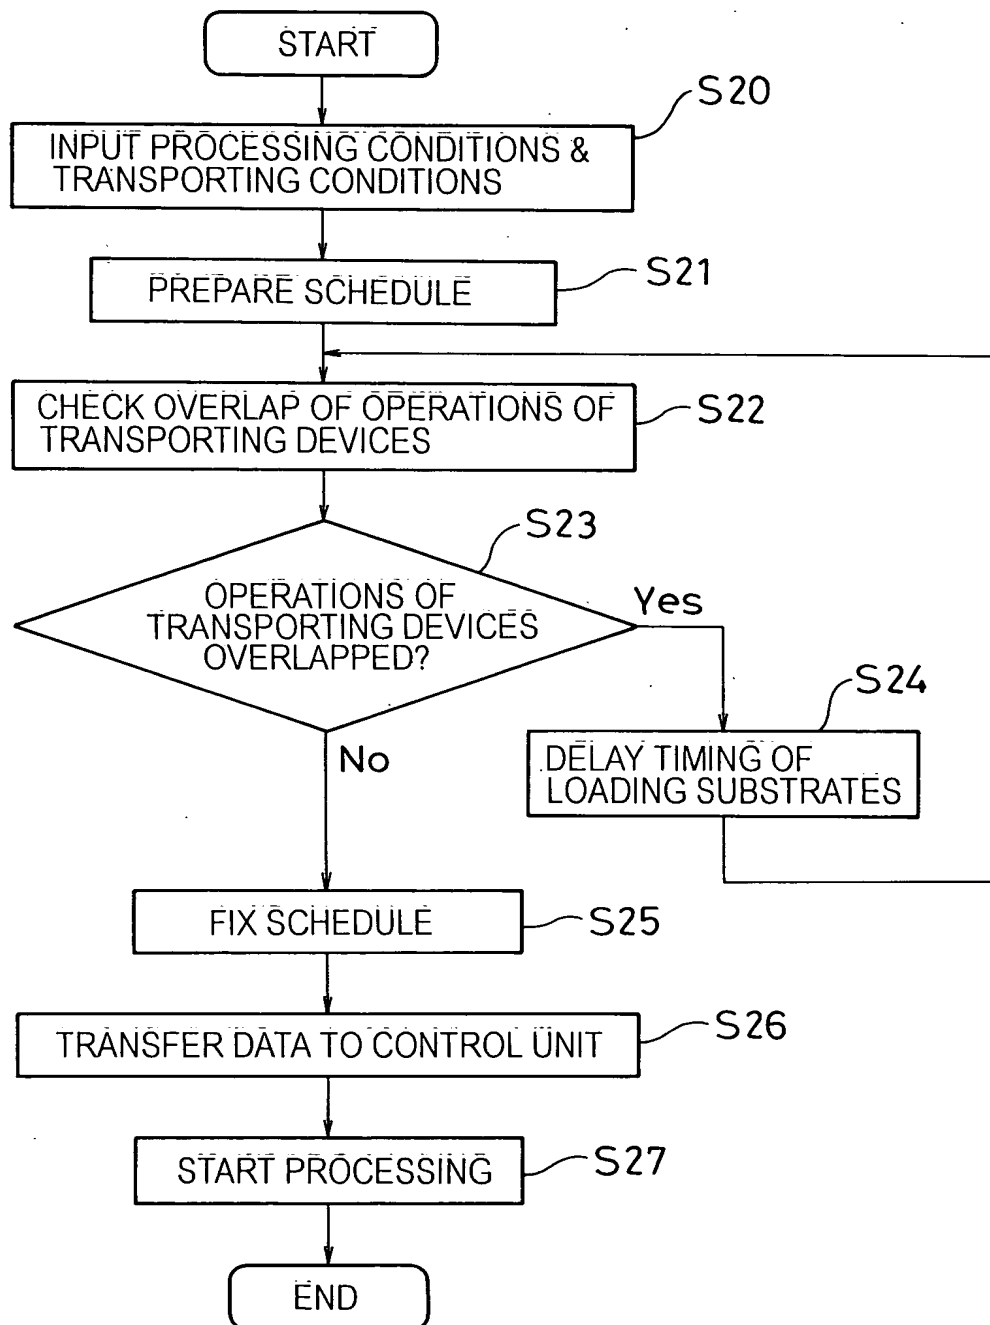 START
S20
INPUT PROCESSING CONDITIONS &
TRANSPORTING CONDITIONS
S21
PREPARE SCHEDULE
CHECK OVERLAP OF OPERATIONS OF
TRANSPORTING DEVICES
S22
S23
OPERATIONS OF
TRANSPORTING DEVICES
OVERLAPPED?
Yes
S24
DELAY TIMING OF
LOADING SUBSTRATES
No
FIX SCHEDULE
S25
TRANSFER DATA TO CONTROL UNIT
S26
START PROCESSING
S27
END